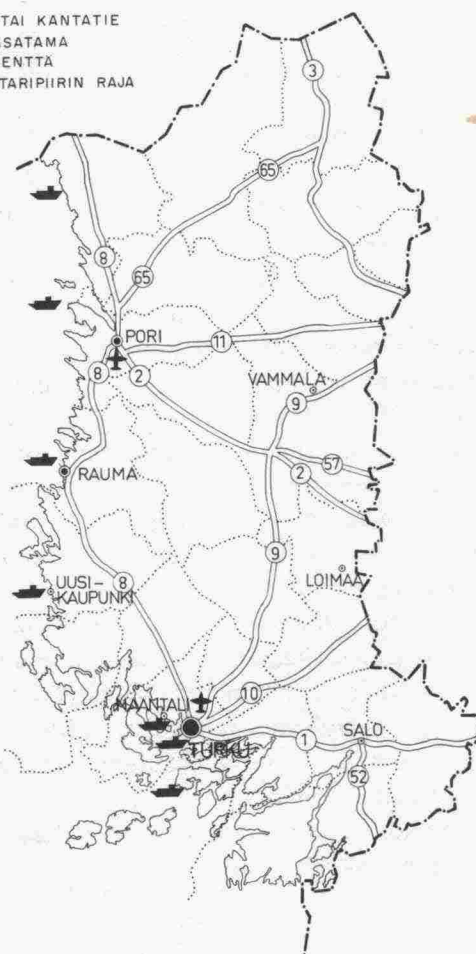 TAI KANTATIE
SATAMA
ENTTÄ
TARIPIIRIN RAJA
3
65
8
65
PORI
11
8
2
VAMMALA
9
57
RAUMA
2
9
8
UUSI-
KAUPUNKI
LOIMAA
NAANTALI
10
TURKU
1
SALO
52